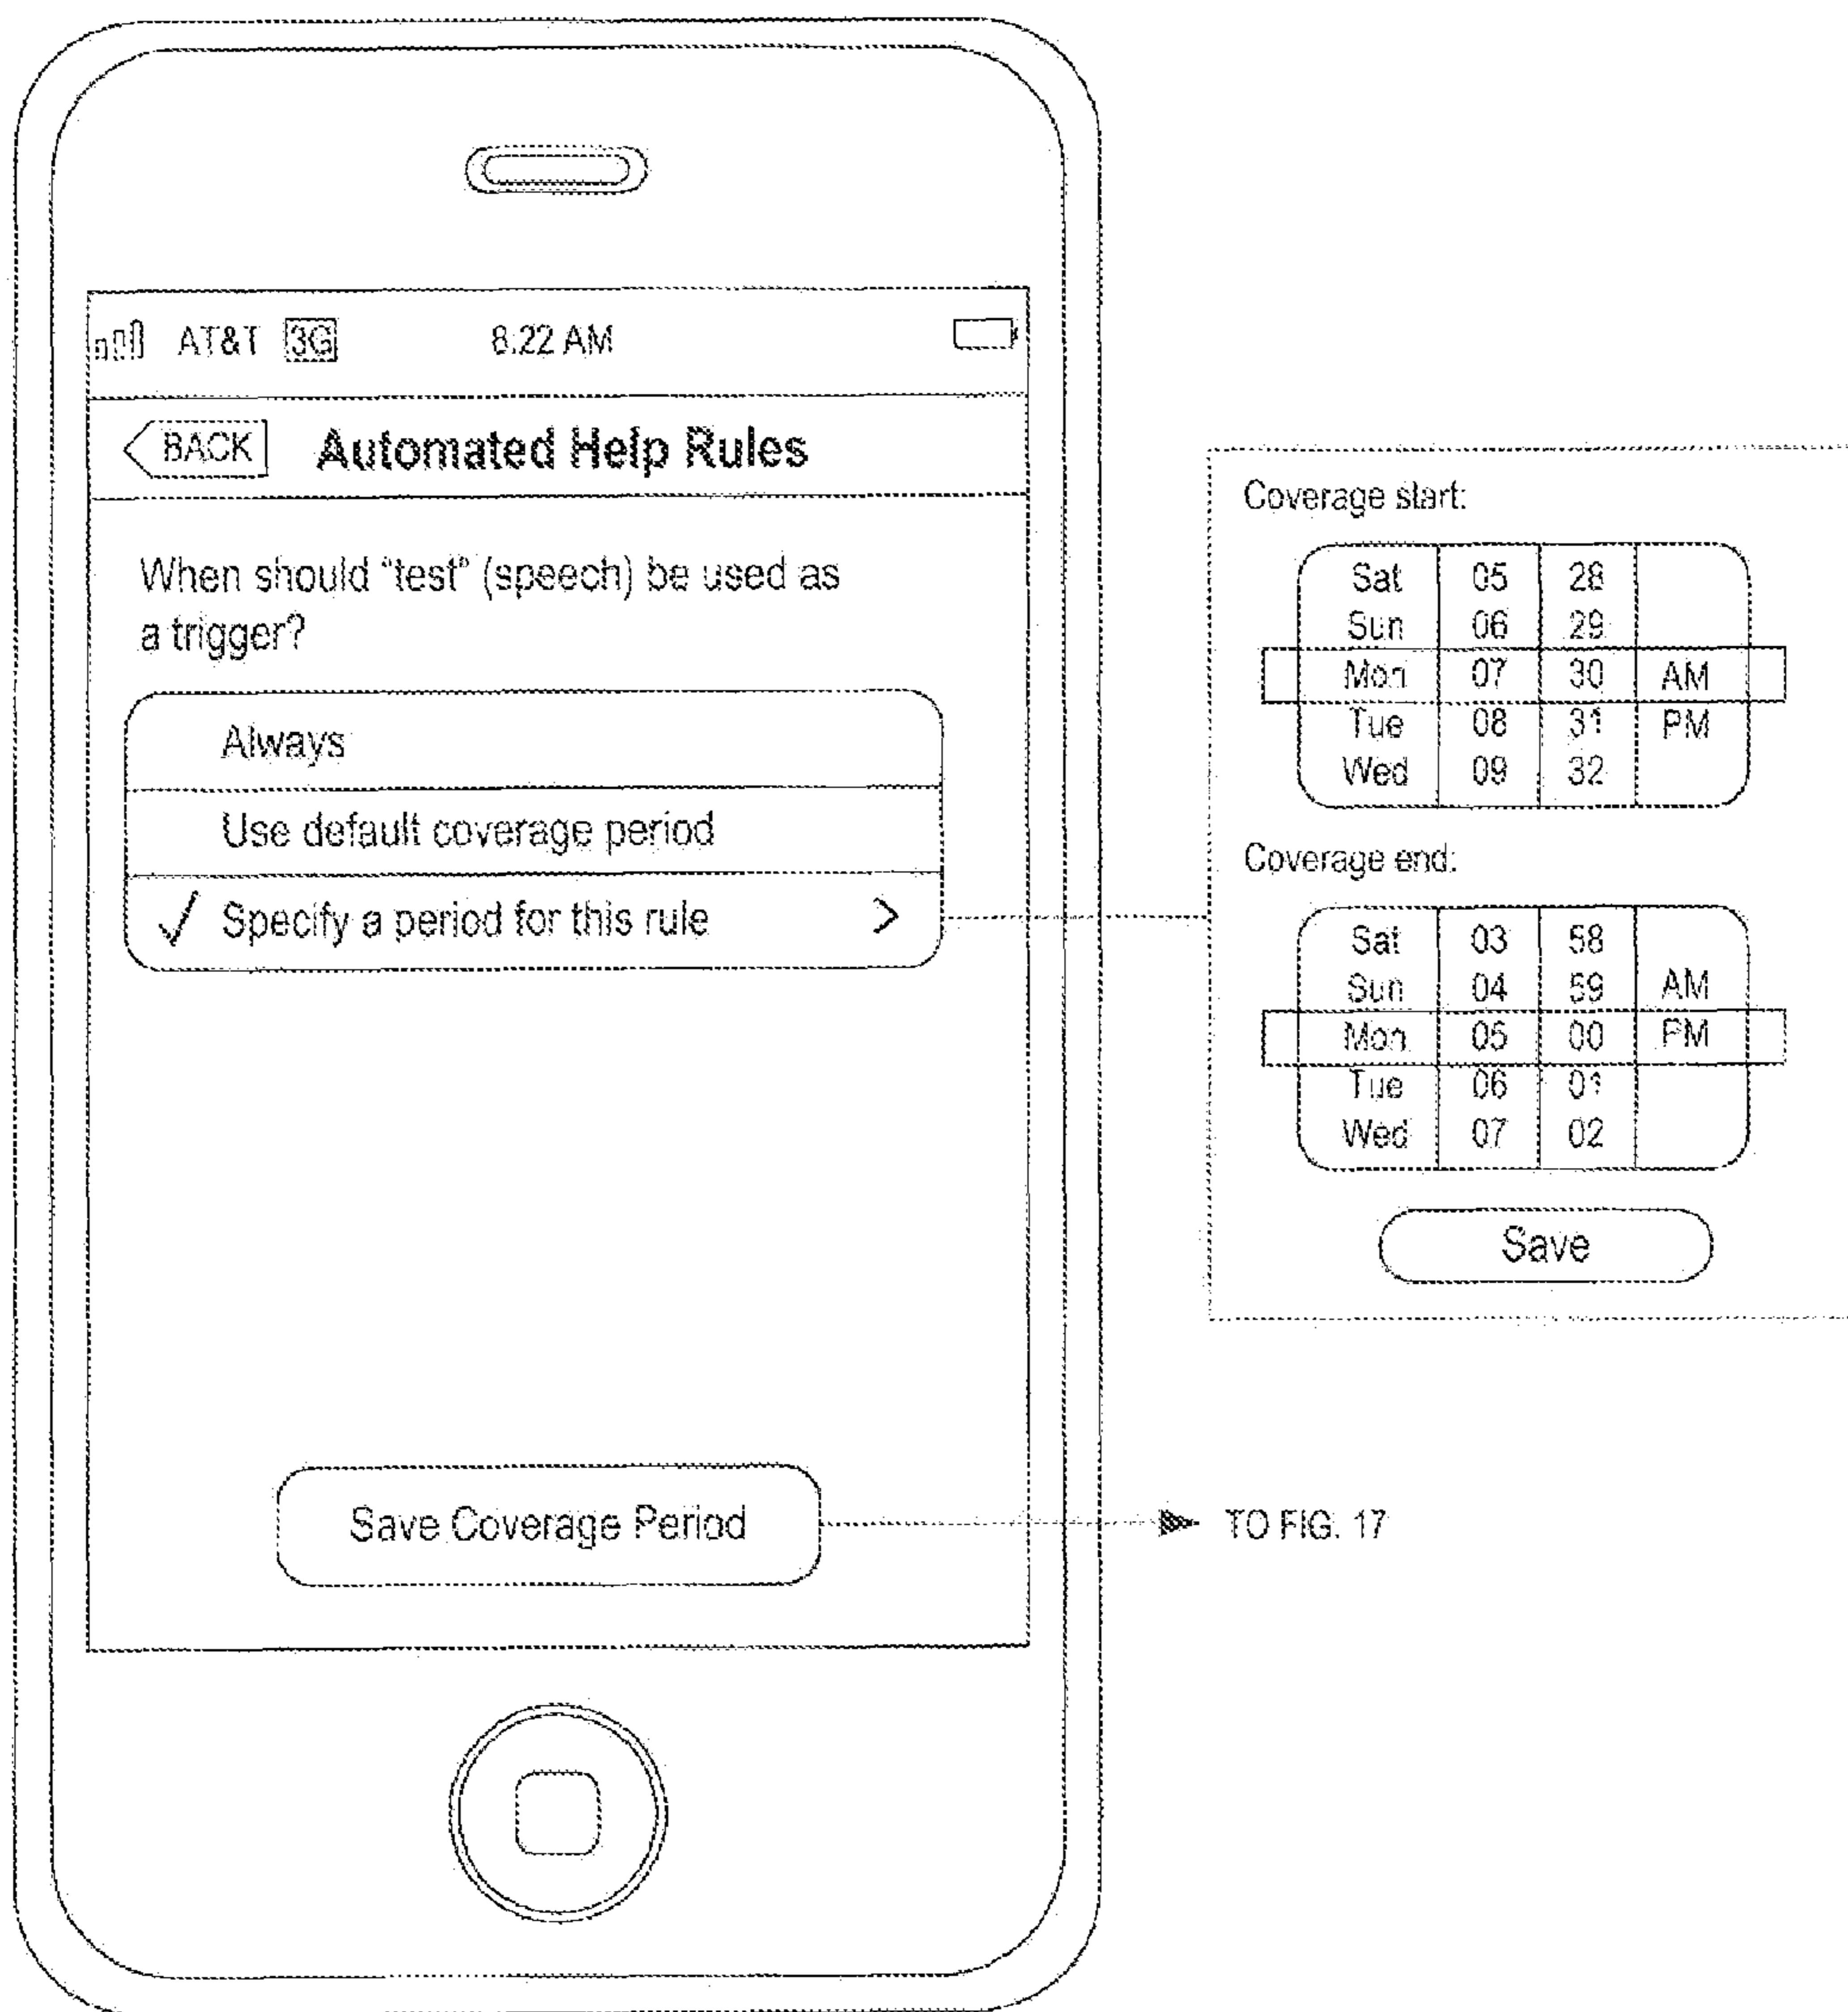 AT&T 3G 8:22 AM
BACK Automated Help Rules
When should "test" (speech) be used as
a trigger?
Always
Use default coverage period
✓ Specify a period for this rule >
Save Coverage Period
TO FIG. 17
Coverage start:
Sat 05 28
Sun 06 29
Mon 07 30 AM
Tue 08 31 PM
Wed 09 32
Coverage end:
Sat 03 58
Sun 04 59 AM
Mon 05 00 PM
Tue 06 01
Wed 07 02
Save